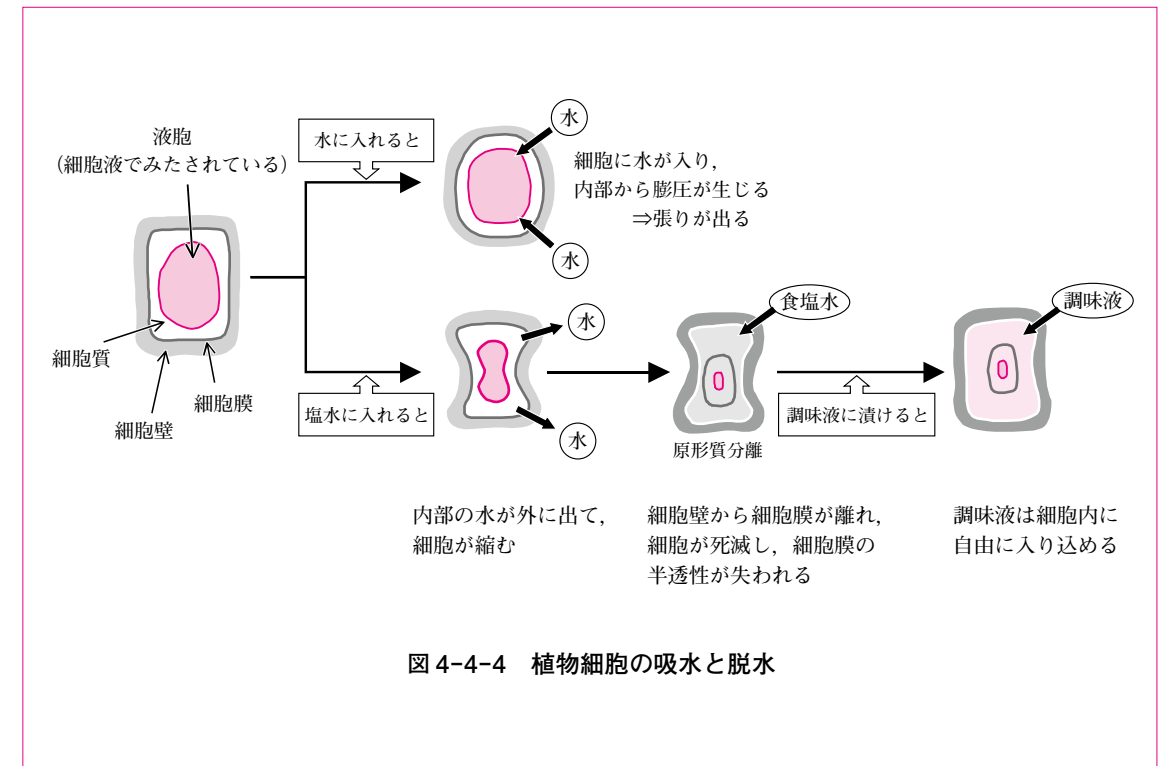 液胞
（細胞液でみたされている）
細胞質
細胞壁
細胞膜
水に入れると
水
水
細胞に水が入り，
内部から膨圧が生じる
⇒張りが出る
塩水に入れると
水
水
食塩水
原形質分離
調味液に漬けると
調味液
内部の水が外に出て，
細胞が縮む
細胞壁から細胞膜が離れ，
細胞が死滅し，細胞膜の
半透性が失われる
調味液は細胞内に
自由に入り込める
図 4-4-4　植物細胞の吸水と脱水